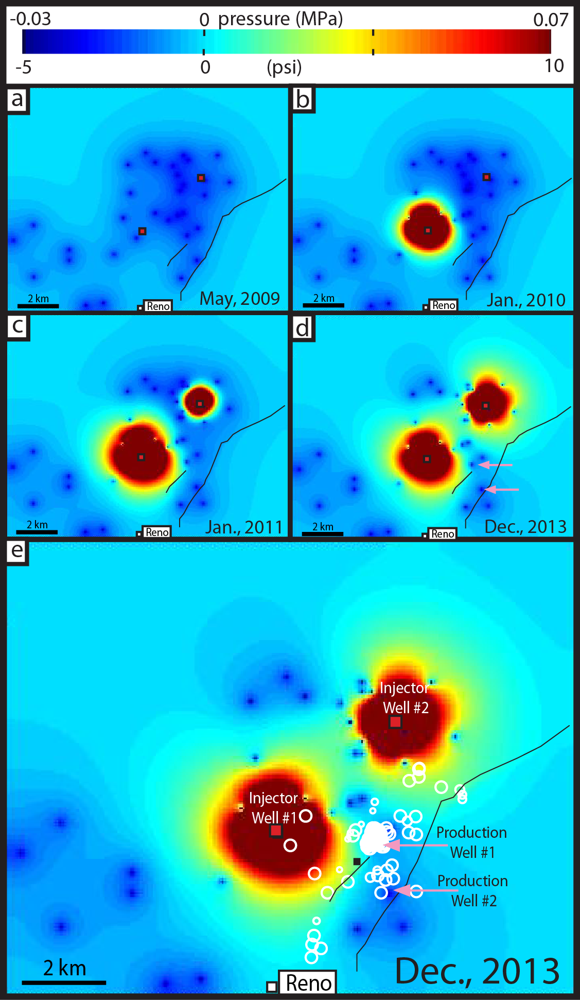 -0.03 0 pressure (MPa) 0.07
-5 0 (psi) 10
a
b
2 km
Reno
May, 2009
2 km
Reno
Jan., 2010
c
d
2 km
Reno
Jan., 2011
2 km
Reno
Dec., 2013
e
Injector
Well #2
Injector
Well #1
Production
Well #1
Production
Well #2
2 km
Reno
Dec., 2013